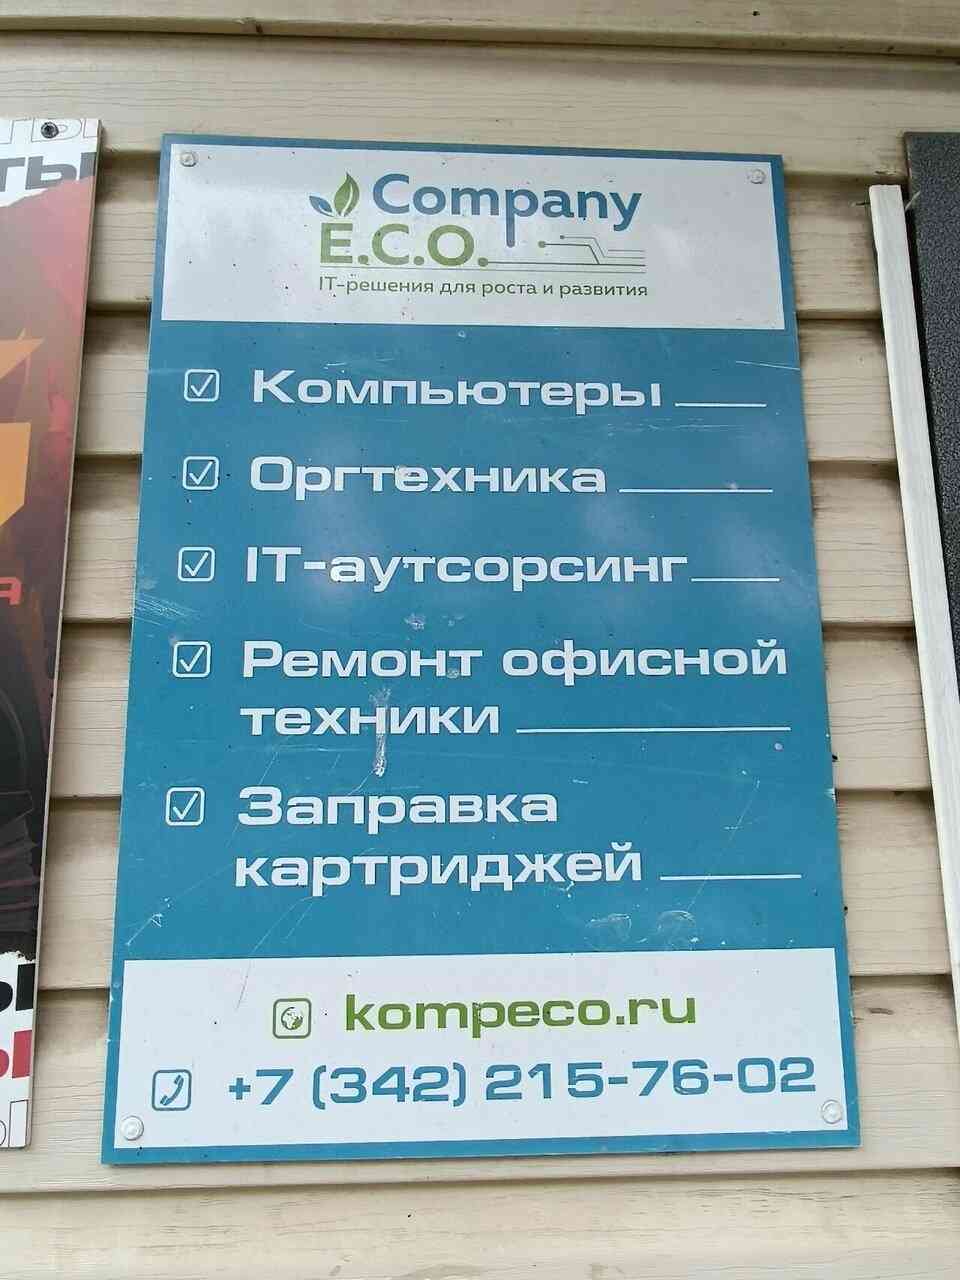 Company
E.C.O.
IT-решения для роста и развития
Компьютеры
Оргтехника
IT-аутсорсинг
Ремонт офисной
техники
Заправка
картриджей
kompeco.ru
+7 (342) 215-76-02
ты